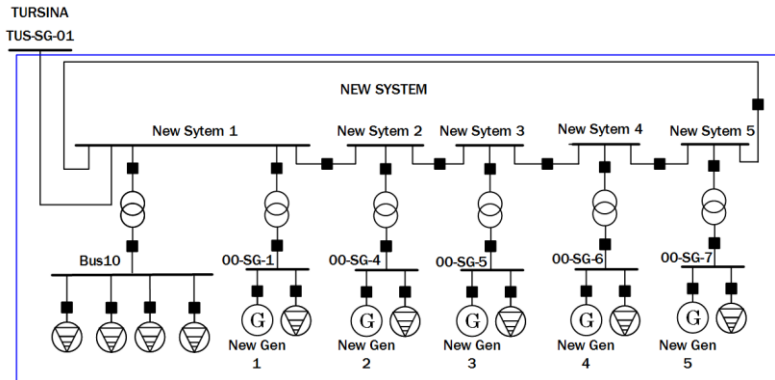 TURSINA
TUS-SG-01
NEW SYSTEM
New Sytem 1
New Sytem 2
New Sytem 3
New Sytem 4
New Sytem 5
Bus10
00-SG-1
00-SG-4
00-SG-5
00-SG-6
00-SG-7
G
G
G
G
G
New Gen
1
New Gen
2
New Gen
3
New Gen
4
New Gen
5